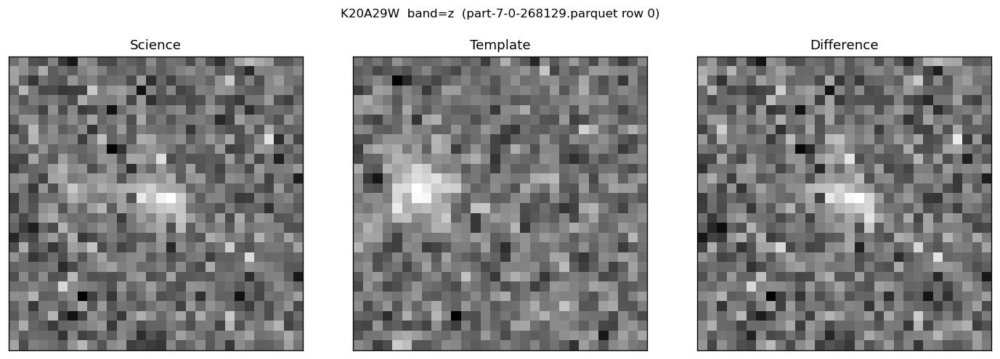 K20A29W  band=z  (part-7-0-268129.parquet row 0)
Science
Template
Difference